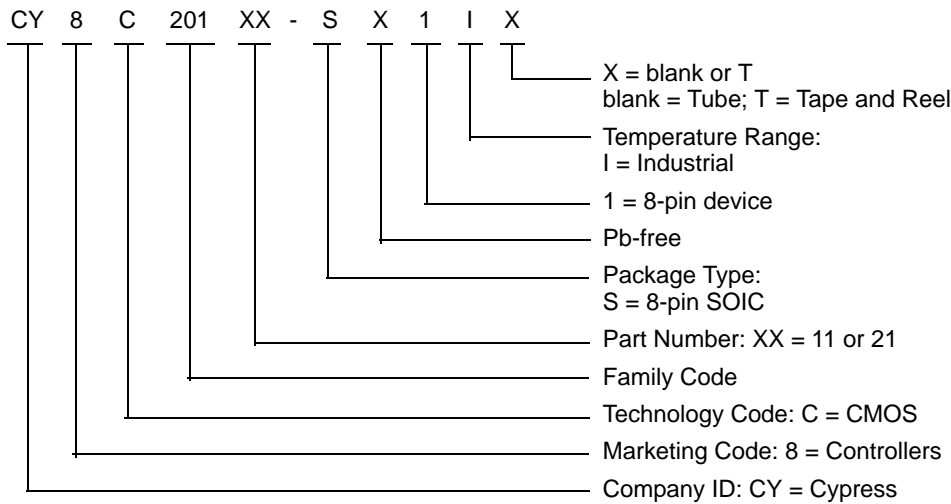 CY 8 C 201 XX - S X 1 I X
X = blank or T
blank = Tube; T = Tape and Reel
Temperature Range:
I = Industrial
1 = 8-pin device
Pb-free
Package Type:
S = 8-pin SOIC
Part Number: XX = 11 or 21
Family Code
Technology Code: C = CMOS
Marketing Code: 8 = Controllers
Company ID: CY = Cypress